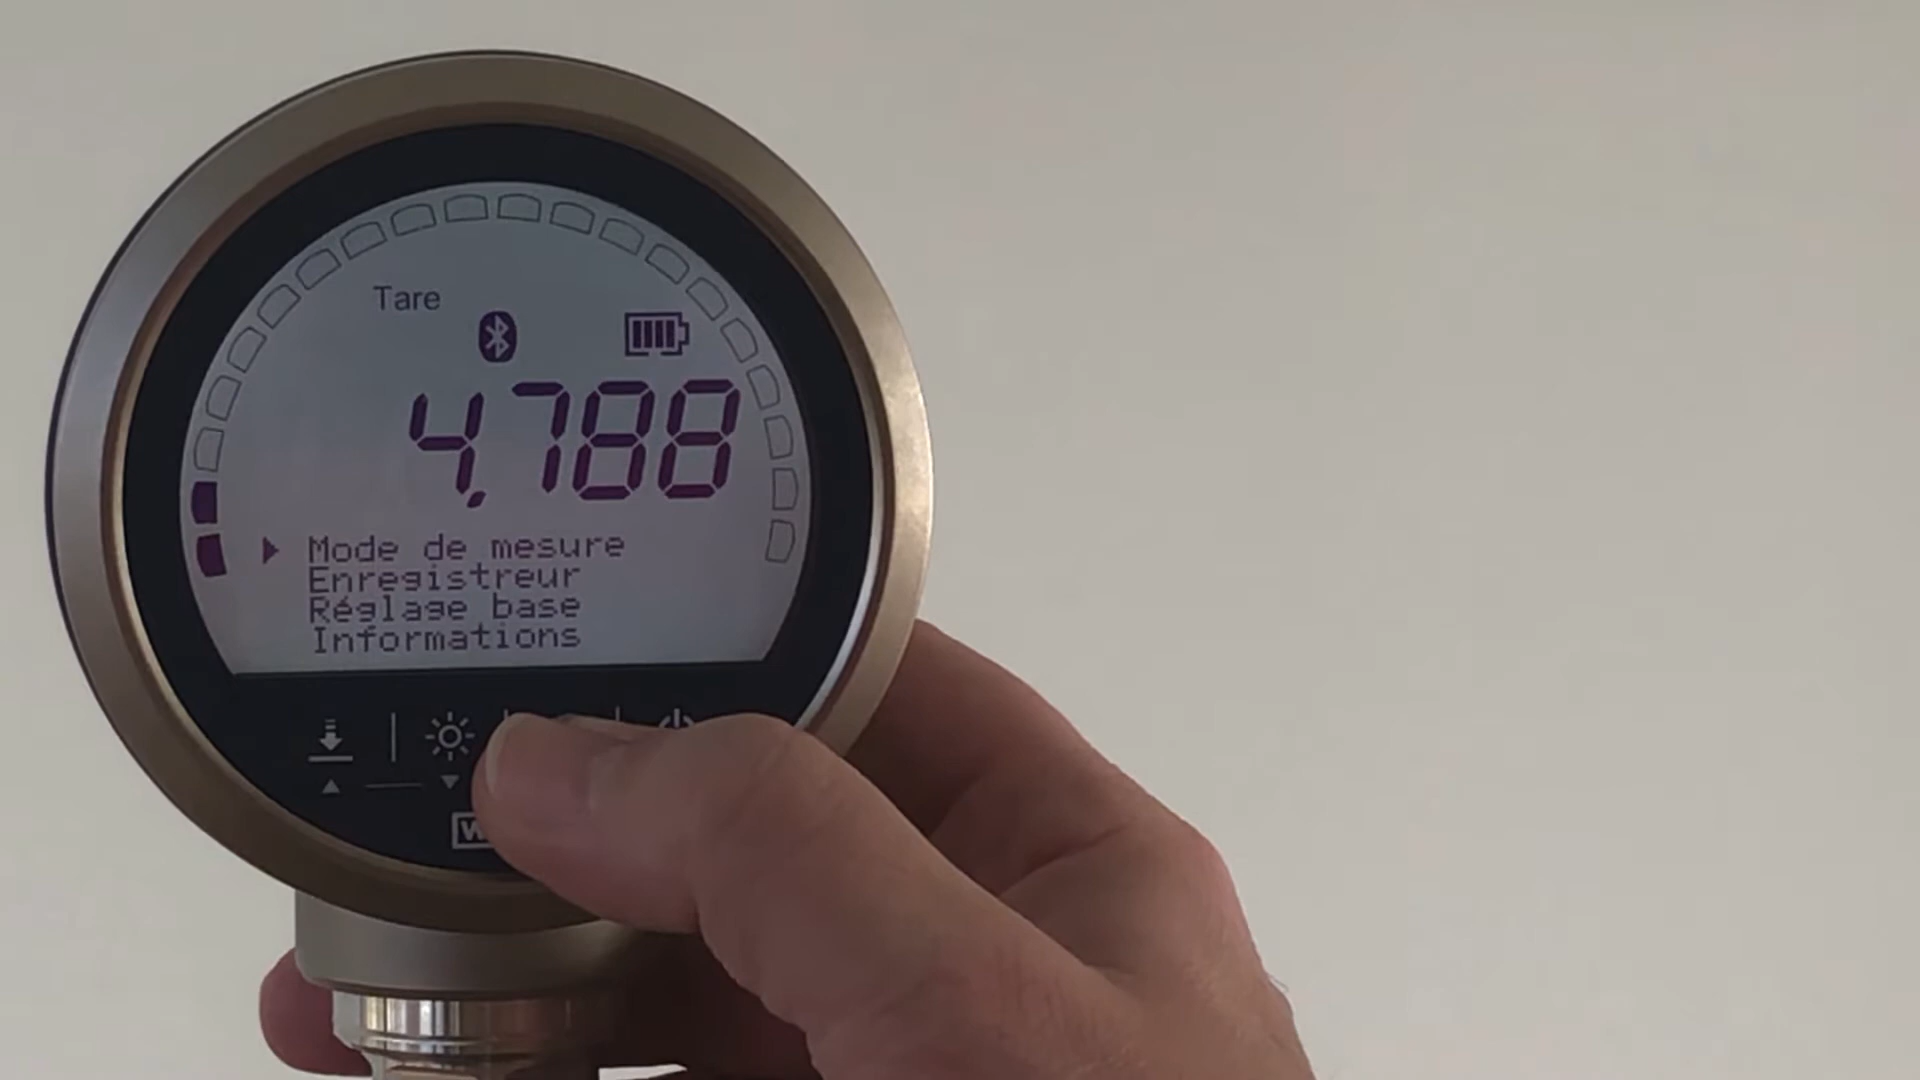 Tare
4.788
Mode de mesure
Enregistreur
Réglage base
Informations